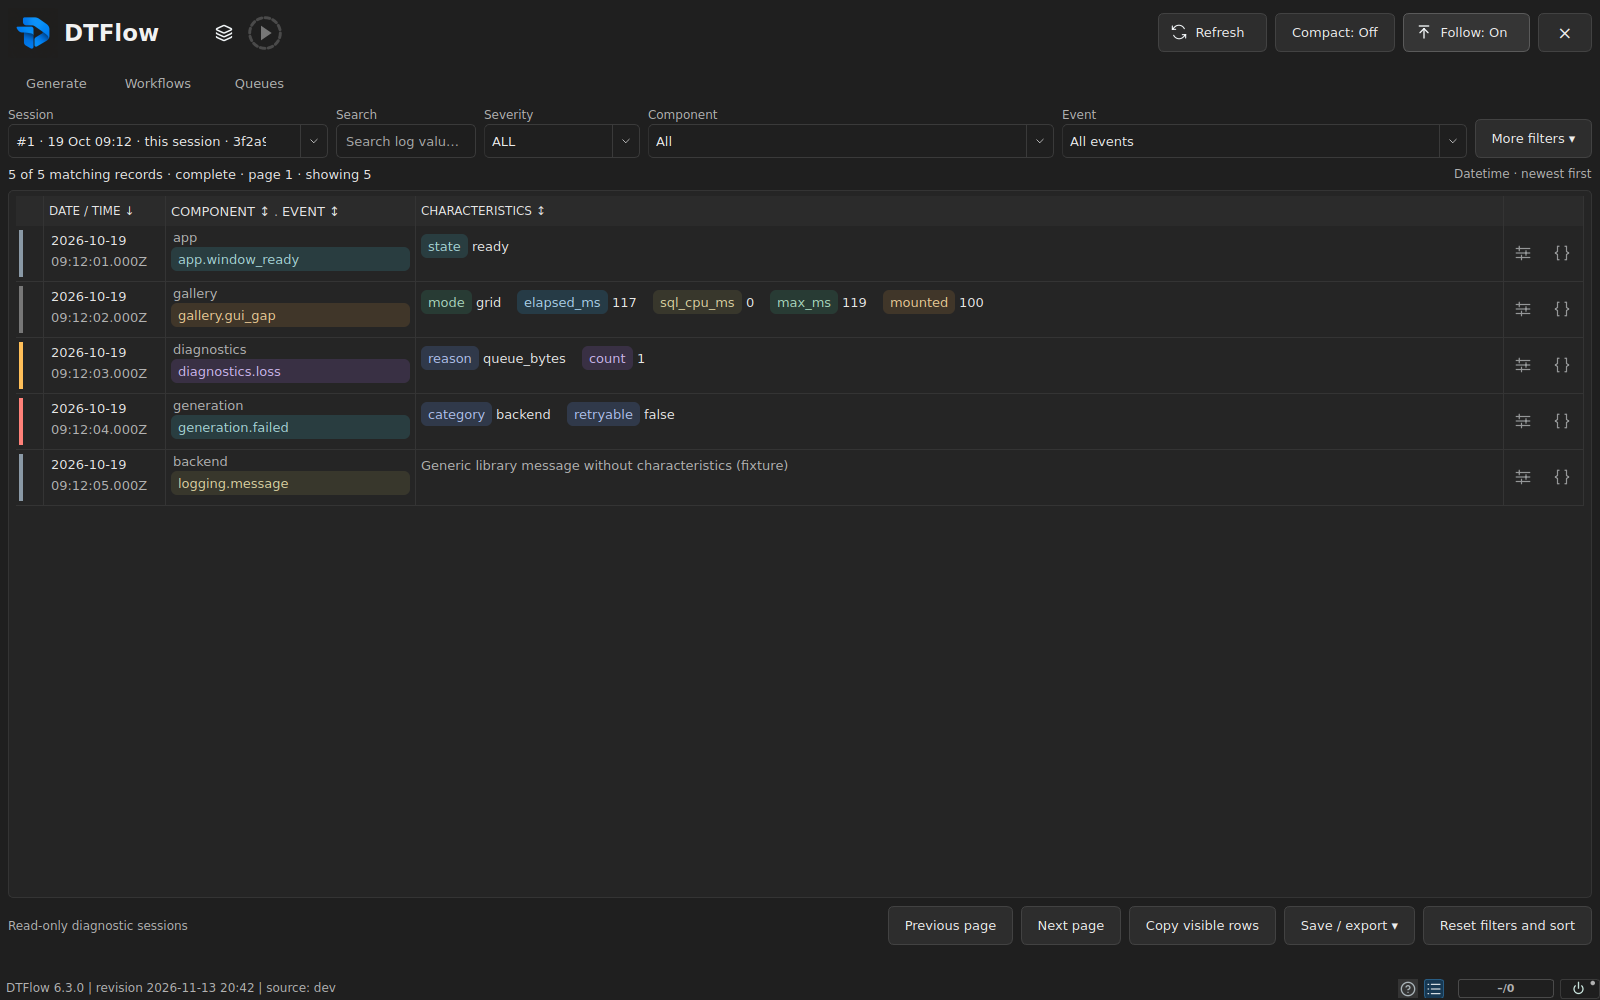 DTFlow
Refresh
Compact: Off
Follow: On
×
Generate
Workflows
Queues
Session
Search
Severity
Component
Event
#1 · 19 Oct 09:12 · this session · 3f2a
Search log valu...
ALL
All
All events
More filters ▾
5 of 5 matching records · complete · page 1 · showing 5
Datetime · newest first
DATE / TIME ↓
COMPONENT ↕ . EVENT ↕
CHARACTERISTICS ↕
2026-10-19
09:12:01.000Z
app
app.window_ready
state ready
{}
2026-10-19
09:12:02.000Z
gallery
gallery.gui_gap
mode grid elapsed_ms 117 sql_cpu_ms 0 max_ms 119 mounted 100
{}
2026-10-19
09:12:03.000Z
diagnostics
diagnostics.loss
reason queue_bytes count 1
{}
2026-10-19
09:12:04.000Z
generation
generation.failed
category backend retryable false
{}
2026-10-19
09:12:05.000Z
backend
logging.message
Generic library message without characteristics (fixture)
{}
Read-only diagnostic sessions
Previous page
Next page
Copy visible rows
Save / export ▾
Reset filters and sort
DTFlow 6.3.0 | revision 2026-11-13 20:42 | source: dev
?
-/0